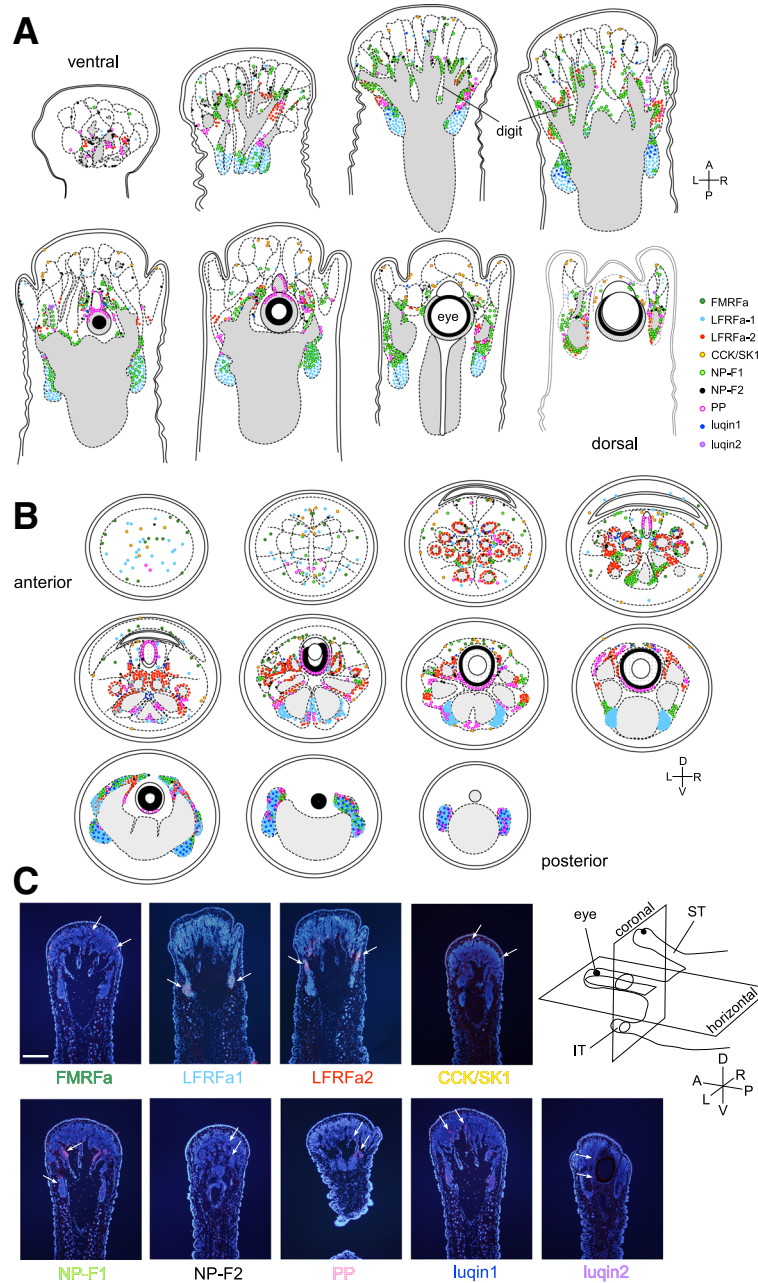 A
ventral
digit
A
L R
P
eye
FMRFa
LFRFa-1
LFRFa-2
CCK/SK1
NP-F1
NP-F2
PP
luqin1
luqin2
dorsal
B
anterior
D
L R
V
posterior
C
eye
coronal
ST
horizontal
IT
FMRFa
LFRFa1
LFRFa2
CCK/SK1
D
A R
L P
V
NP-F1
NP-F2
PP
luqin1
luqin2